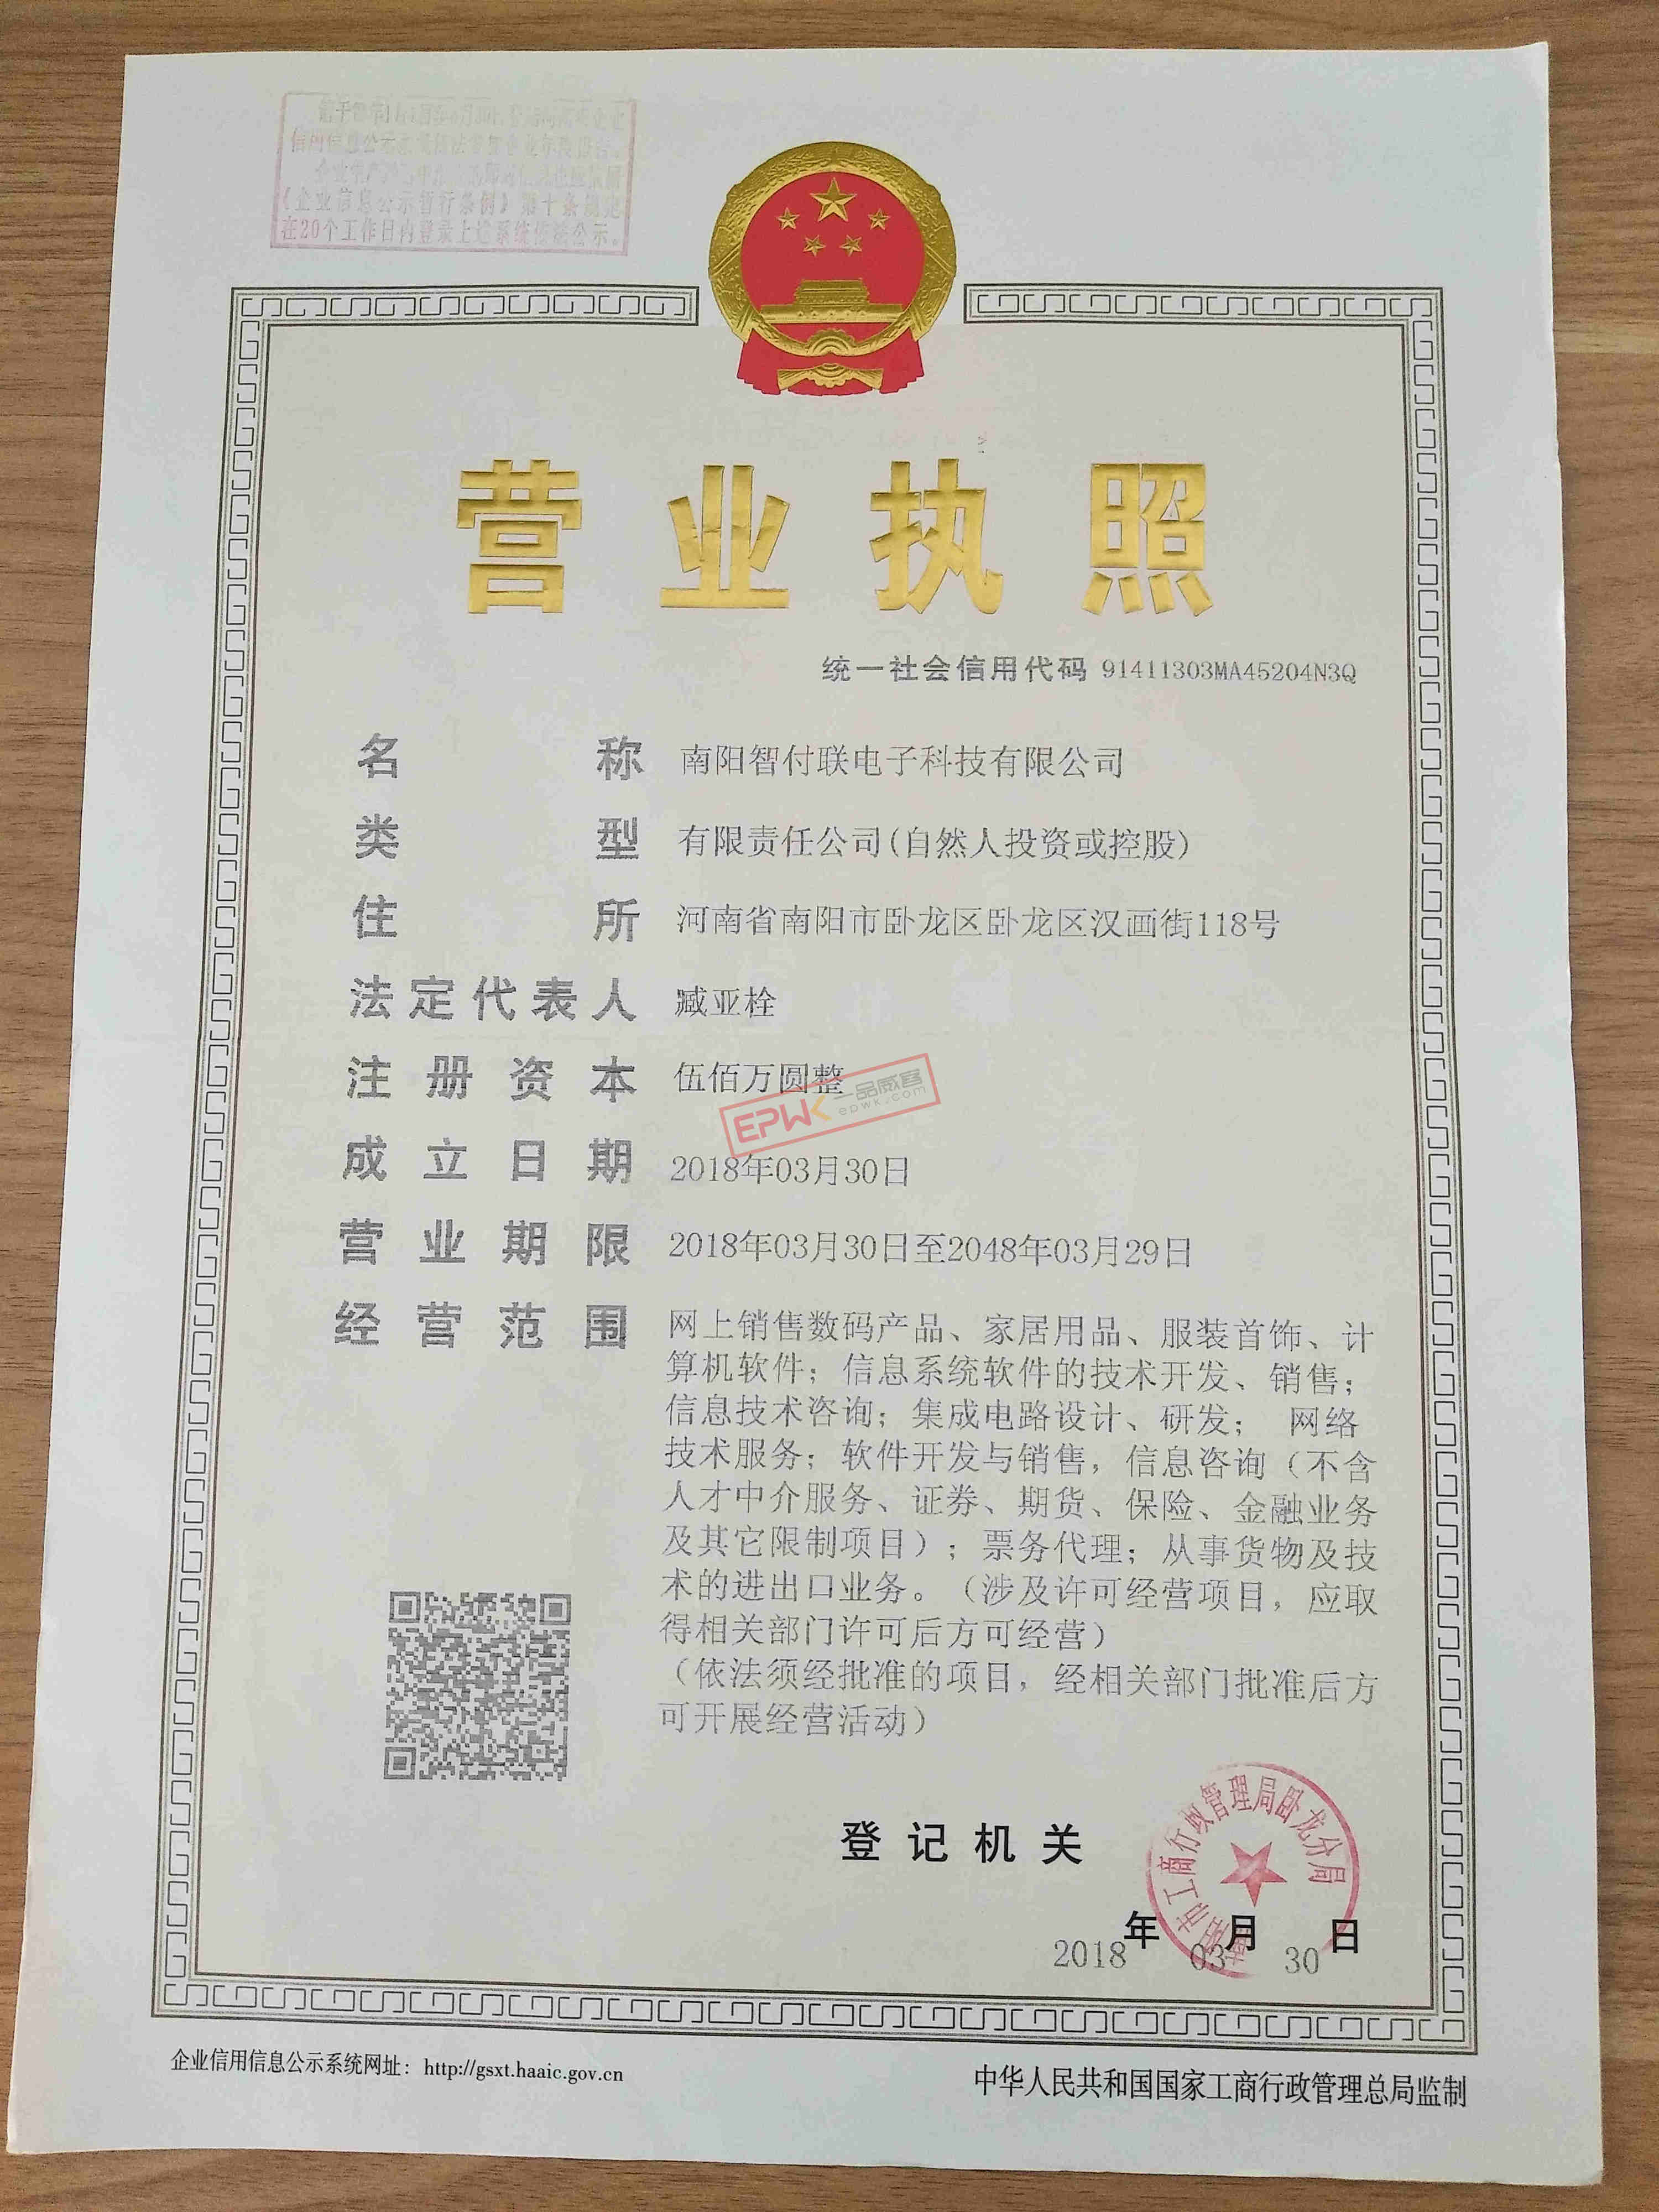 信用信息公示系统
《企业信息公示暂行条例》第十条规定
在20个工作日内登录上述系统依法公示。
营业执照
统一社会信用代码 91411303MA45204N3Q
名称 南阳智付联电子科技有限公司
类型 有限责任公司(自然人投资或控股)
住所 河南省南阳市卧龙区卧龙区汉画街118号
法定代表人 臧亚栓
注册资本 伍佰万圆整
EPWK 一品威客
epwk.com
成立日期 2018年03月30日
营业期限 2018年03月30日至2048年03月29日
经营范围 网上销售数码产品、家居用品、服装首饰、计
算机软件；信息系统软件的技术开发、销售；
信息技术咨询；集成电路设计、研发； 网络
技术服务；软件开发与销售，信息咨询（不含
人才中介服务、证券、期货、保险、金融业务
及其它限制项目）；票务代理；从事货物及技
术的进出口业务。（涉及许可经营项目，应取
得相关部门许可后方可经营）
（依法须经批准的项目，经相关部门批准后方
可开展经营活动）
登记机关
南阳市工商行政管理局卧龙分局
2018年03月30日
企业信用信息公示系统网址：http://gsxt.haaic.gov.cn
中华人民共和国国家工商行政管理总局监制